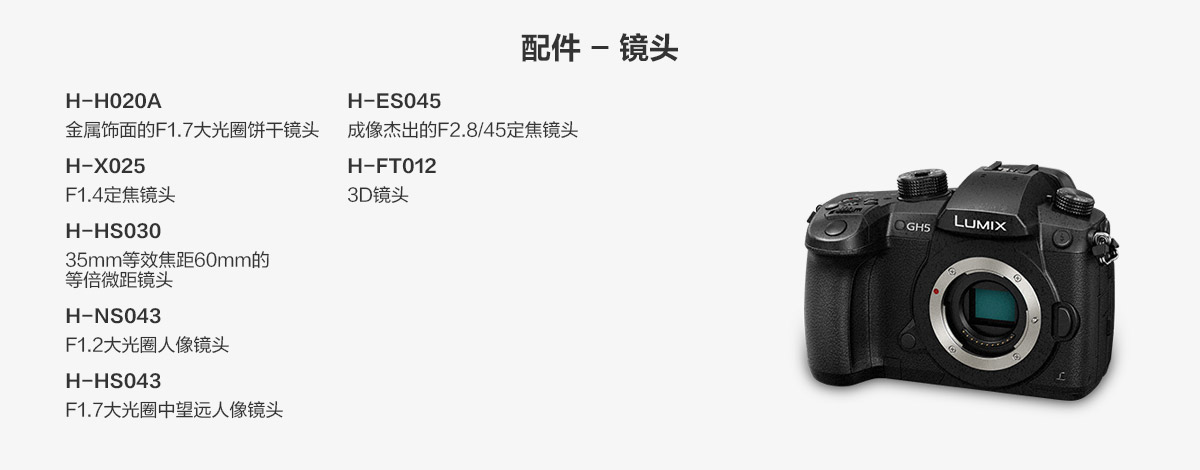 配件 - 镜头
H-H020A
金属饰面的F1.7大光圈饼干镜头
H-X025
F1.4定焦镜头
H-HS030
35mm等效焦距60mm的
等倍微距镜头
H-NS043
F1.2大光圈人像镜头
H-HS043
F1.7大光圈中望远人像镜头
H-ES045
成像杰出的F2.8/45定焦镜头
H-FT012
3D镜头
LUMIX
GH5
L